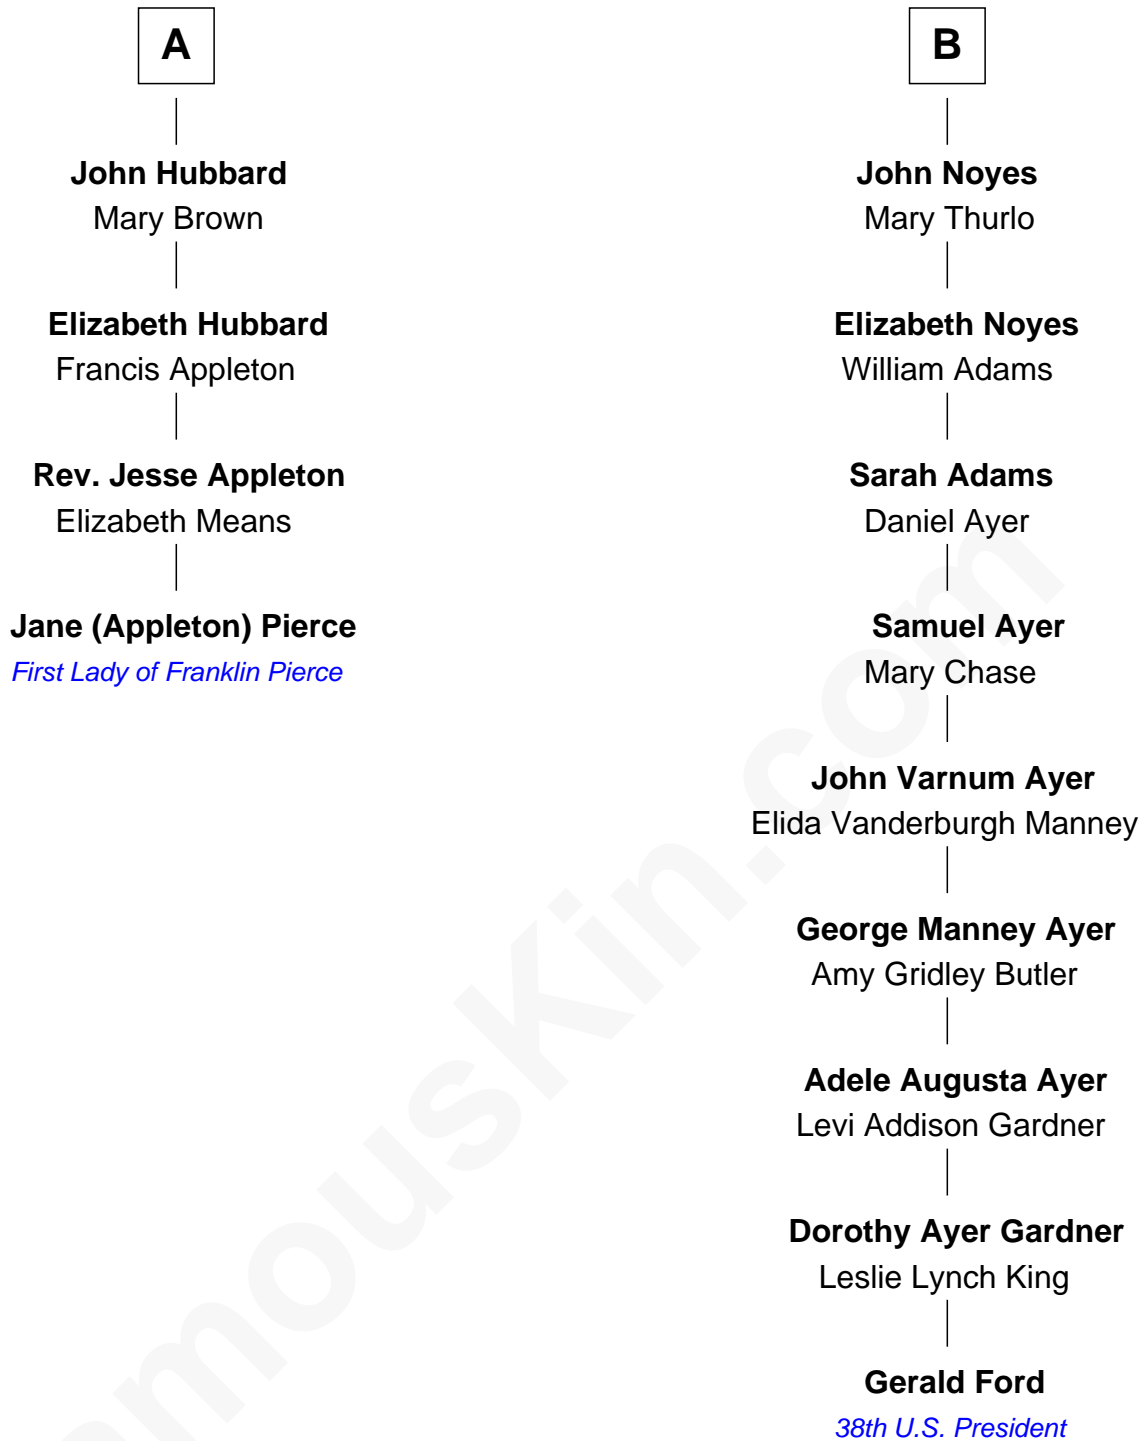 A
John Hubbard
Mary Brown
Elizabeth Hubbard
Francis Appleton
Rev. Jesse Appleton
Elizabeth Means
Jane (Appleton) Pierce
First Lady of Franklin Pierce
B
John Noyes
Mary Thurlo
Elizabeth Noyes
William Adams
Sarah Adams
Daniel Ayer
Samuel Ayer
Mary Chase
John Varnum Ayer
Elida Vanderburgh Manney
George Manney Ayer
Amy Gridley Butler
Adele Augusta Ayer
Levi Addison Gardner
Dorothy Ayer Gardner
Leslie Lynch King
Gerald Ford
38th U.S. President
amouskin.com